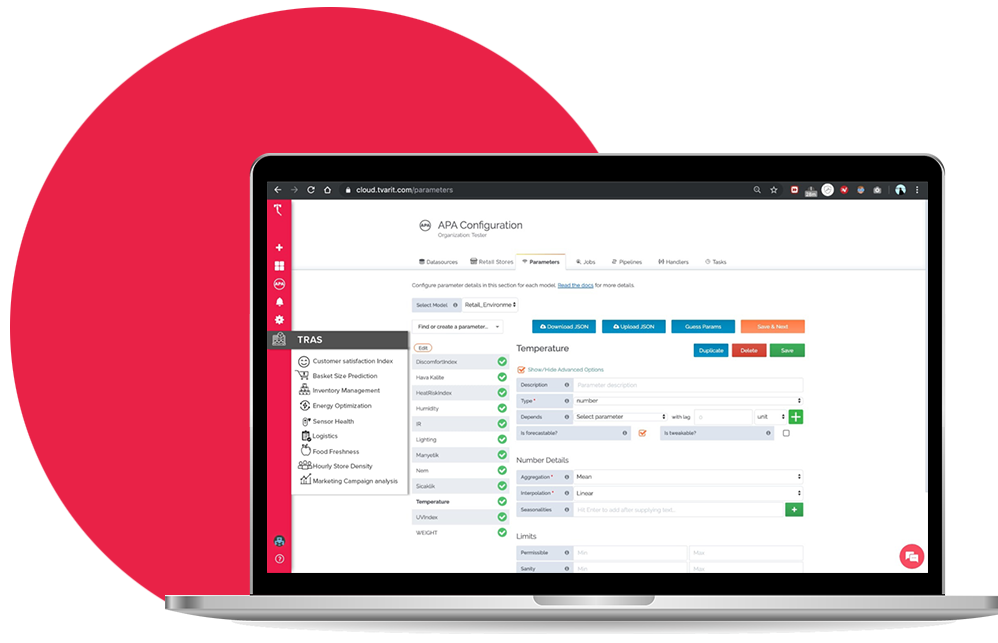 cloud.tvarit.com/parameters
APA
APA Configuration
Organization: Tester
Datasources Retail Stores Parameters Jobs Pipelines Handlers Tasks
Configure parameter details in this section for each model. Read the docs for more details.
Select Model Retail_Environme
Find or create a parameter... Download JSON Upload JSON Guess Params Save & Next
APA
TRAS
Customer satisfaction Index
Basket Size Prediction
Inventory Management
Energy Optimization
Sensor Health
Logistics
Food Freshness
Hourly Store Density
Marketing Campaign analysis
Edit
DiscomfortIndex
Hava Kalite
HeatRiskIndex
Humidity
IR
Lighting
Manyetik
Nem
Sicaklik
Temperature
UVIndex
WEIGHT
Temperature Duplicate Delete Save
Show/Hide Advanced Options
Description Parameter description
Type * number
Depends Select parameter with lag 0 unit
Is forecastable? Is tweakable?
Number Details
Aggregation * Mean
Interpolation * Linear
Seasonalities Hit Enter to add after supplying text...
Limits
Permissible Min Max
Sanity Min Max